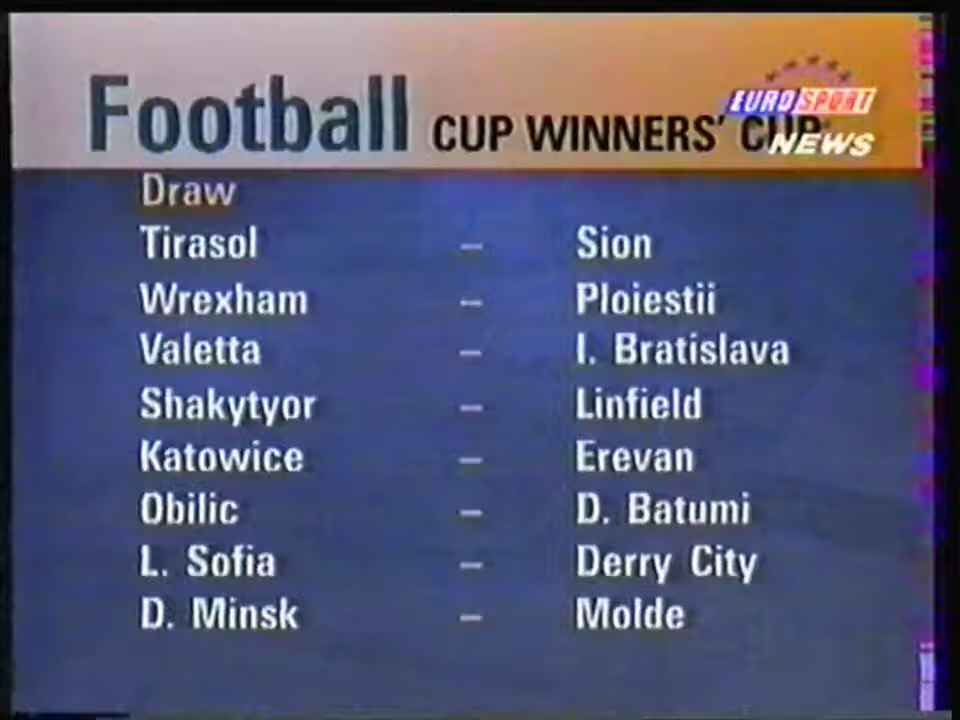 Football CUP WINNERS' CUP
EUROSPORT
NEWS
Draw
Tirasol – Sion
Wrexham – Ploiestii
Valetta – I. Bratislava
Shakytyor – Linfield
Katowice – Erevan
Obilic – D. Batumi
L. Sofia – Derry City
D. Minsk – Molde